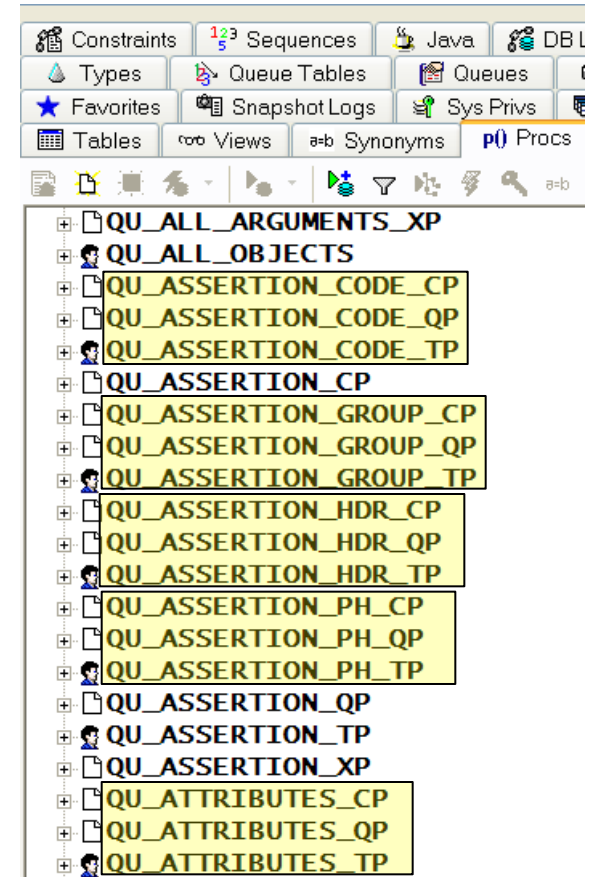 Constraints 123 5 Sequences Java DB L
Types Queue Tables Queues
Favorites Snapshot Logs Sys Privs
Tables Views a=b Synonyms p() Procs
a=b
QU_ALL_ARGUMENTS_XP
QU_ALL_OBJECTS
QU_ASSERTION_CODE_CP
QU_ASSERTION_CODE_QP
QU_ASSERTION_CODE_TP
QU_ASSERTION_CP
QU_ASSERTION_GROUP_CP
QU_ASSERTION_GROUP_QP
QU_ASSERTION_GROUP_TP
QU_ASSERTION_HDR_CP
QU_ASSERTION_HDR_QP
QU_ASSERTION_HDR_TP
QU_ASSERTION_PH_CP
QU_ASSERTION_PH_QP
QU_ASSERTION_PH_TP
QU_ASSERTION_QP
QU_ASSERTION_TP
QU_ASSERTION_XP
QU_ATTRIBUTES_CP
QU_ATTRIBUTES_QP
QU_ATTRIBUTES_TP